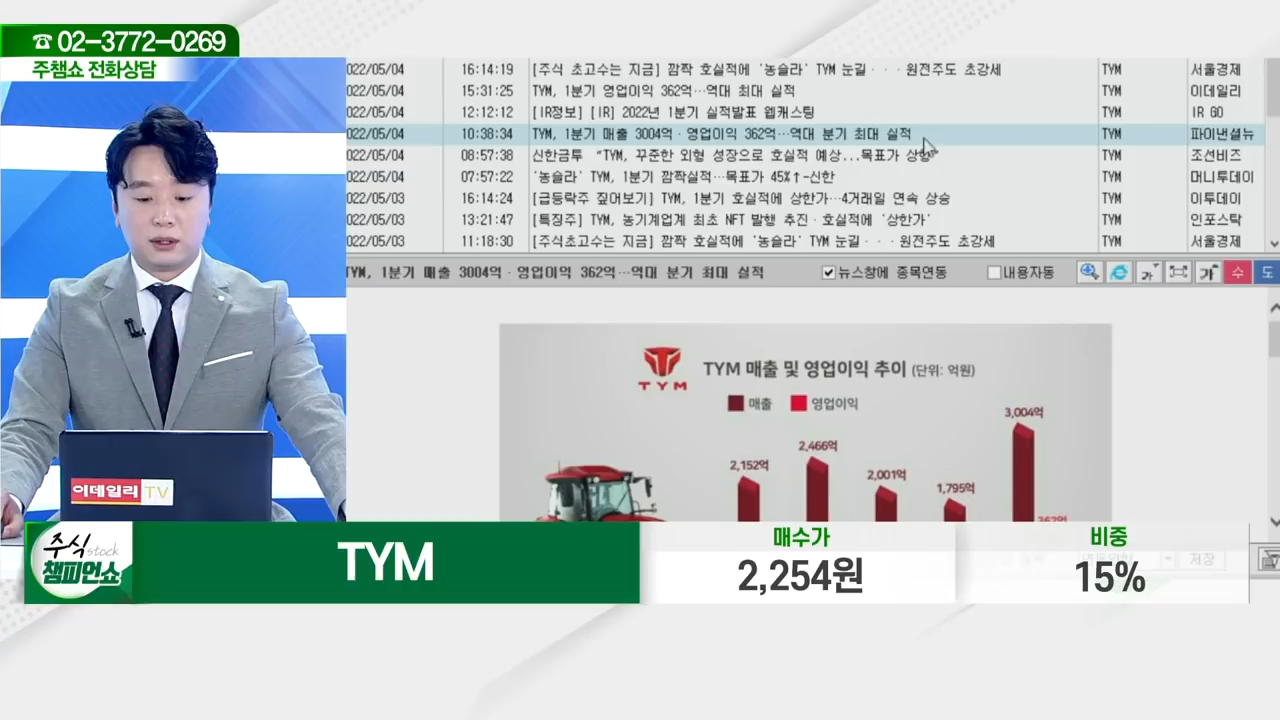 ☎ 02-3772-0269
주챔쇼 전화상담
022/05/04 16:14:19 [주식 초고수는 지금] 깜짝 호실적에 '농슬라' TYM 눈길···원전주도 초강세 TYM 서울경제
022/05/04 15:31:25 TYM, 1분기 영업이익 362억…역대 최대 실적 TYM 이데일리
022/05/04 12:12:12 [IR정보] [IR] 2022년 1분기 실적발표 웹캐스팅 TYM IR GO
022/05/04 10:38:34 TYM, 1분기 매출 3004억·영업이익 362억…역대 분기 최대 실적 TYM 파이낸셜뉴
022/05/04 08:57:38 신한금투 "TYM, 꾸준한 외형 성장으로 호실적 예상...목표가 상향" TYM 조선비즈
022/05/04 07:57:22 '농슬라' TYM, 1분기 깜짝실적…목표가 45%↑-신한 TYM 머니투데이
022/05/03 16:14:24 [급등락주 짚어보기] TYM, 1분기 호실적에 상한가…4거래일 연속 상승 TYM 이투데이
022/05/03 13:21:47 [특징주] TYM, 농기계업계 최초 NFT 발행 추진·호실적에 '상한가' TYM 인포스탁
022/05/03 11:18:30 [주식초고수는 지금] 깜짝 호실적에 '농슬라' TYM 눈길···원전주도 초강세 TYM 서울경제
TYM, 1분기 매출 3004억·영업이익 362억…역대 분기 최대 실적 뉴스창에 종목연동 내용자동 가 가 수 도
TYM
TYM 매출 및 영업이익 추이 (단위: 억원)
매출 영업이익
2,152억
2,466억
2,001억
1,795억
3,004억
362억
이데일리TV
주식stock
챔피언쇼
TYM
매수가
2,254원
비중
15%
저장